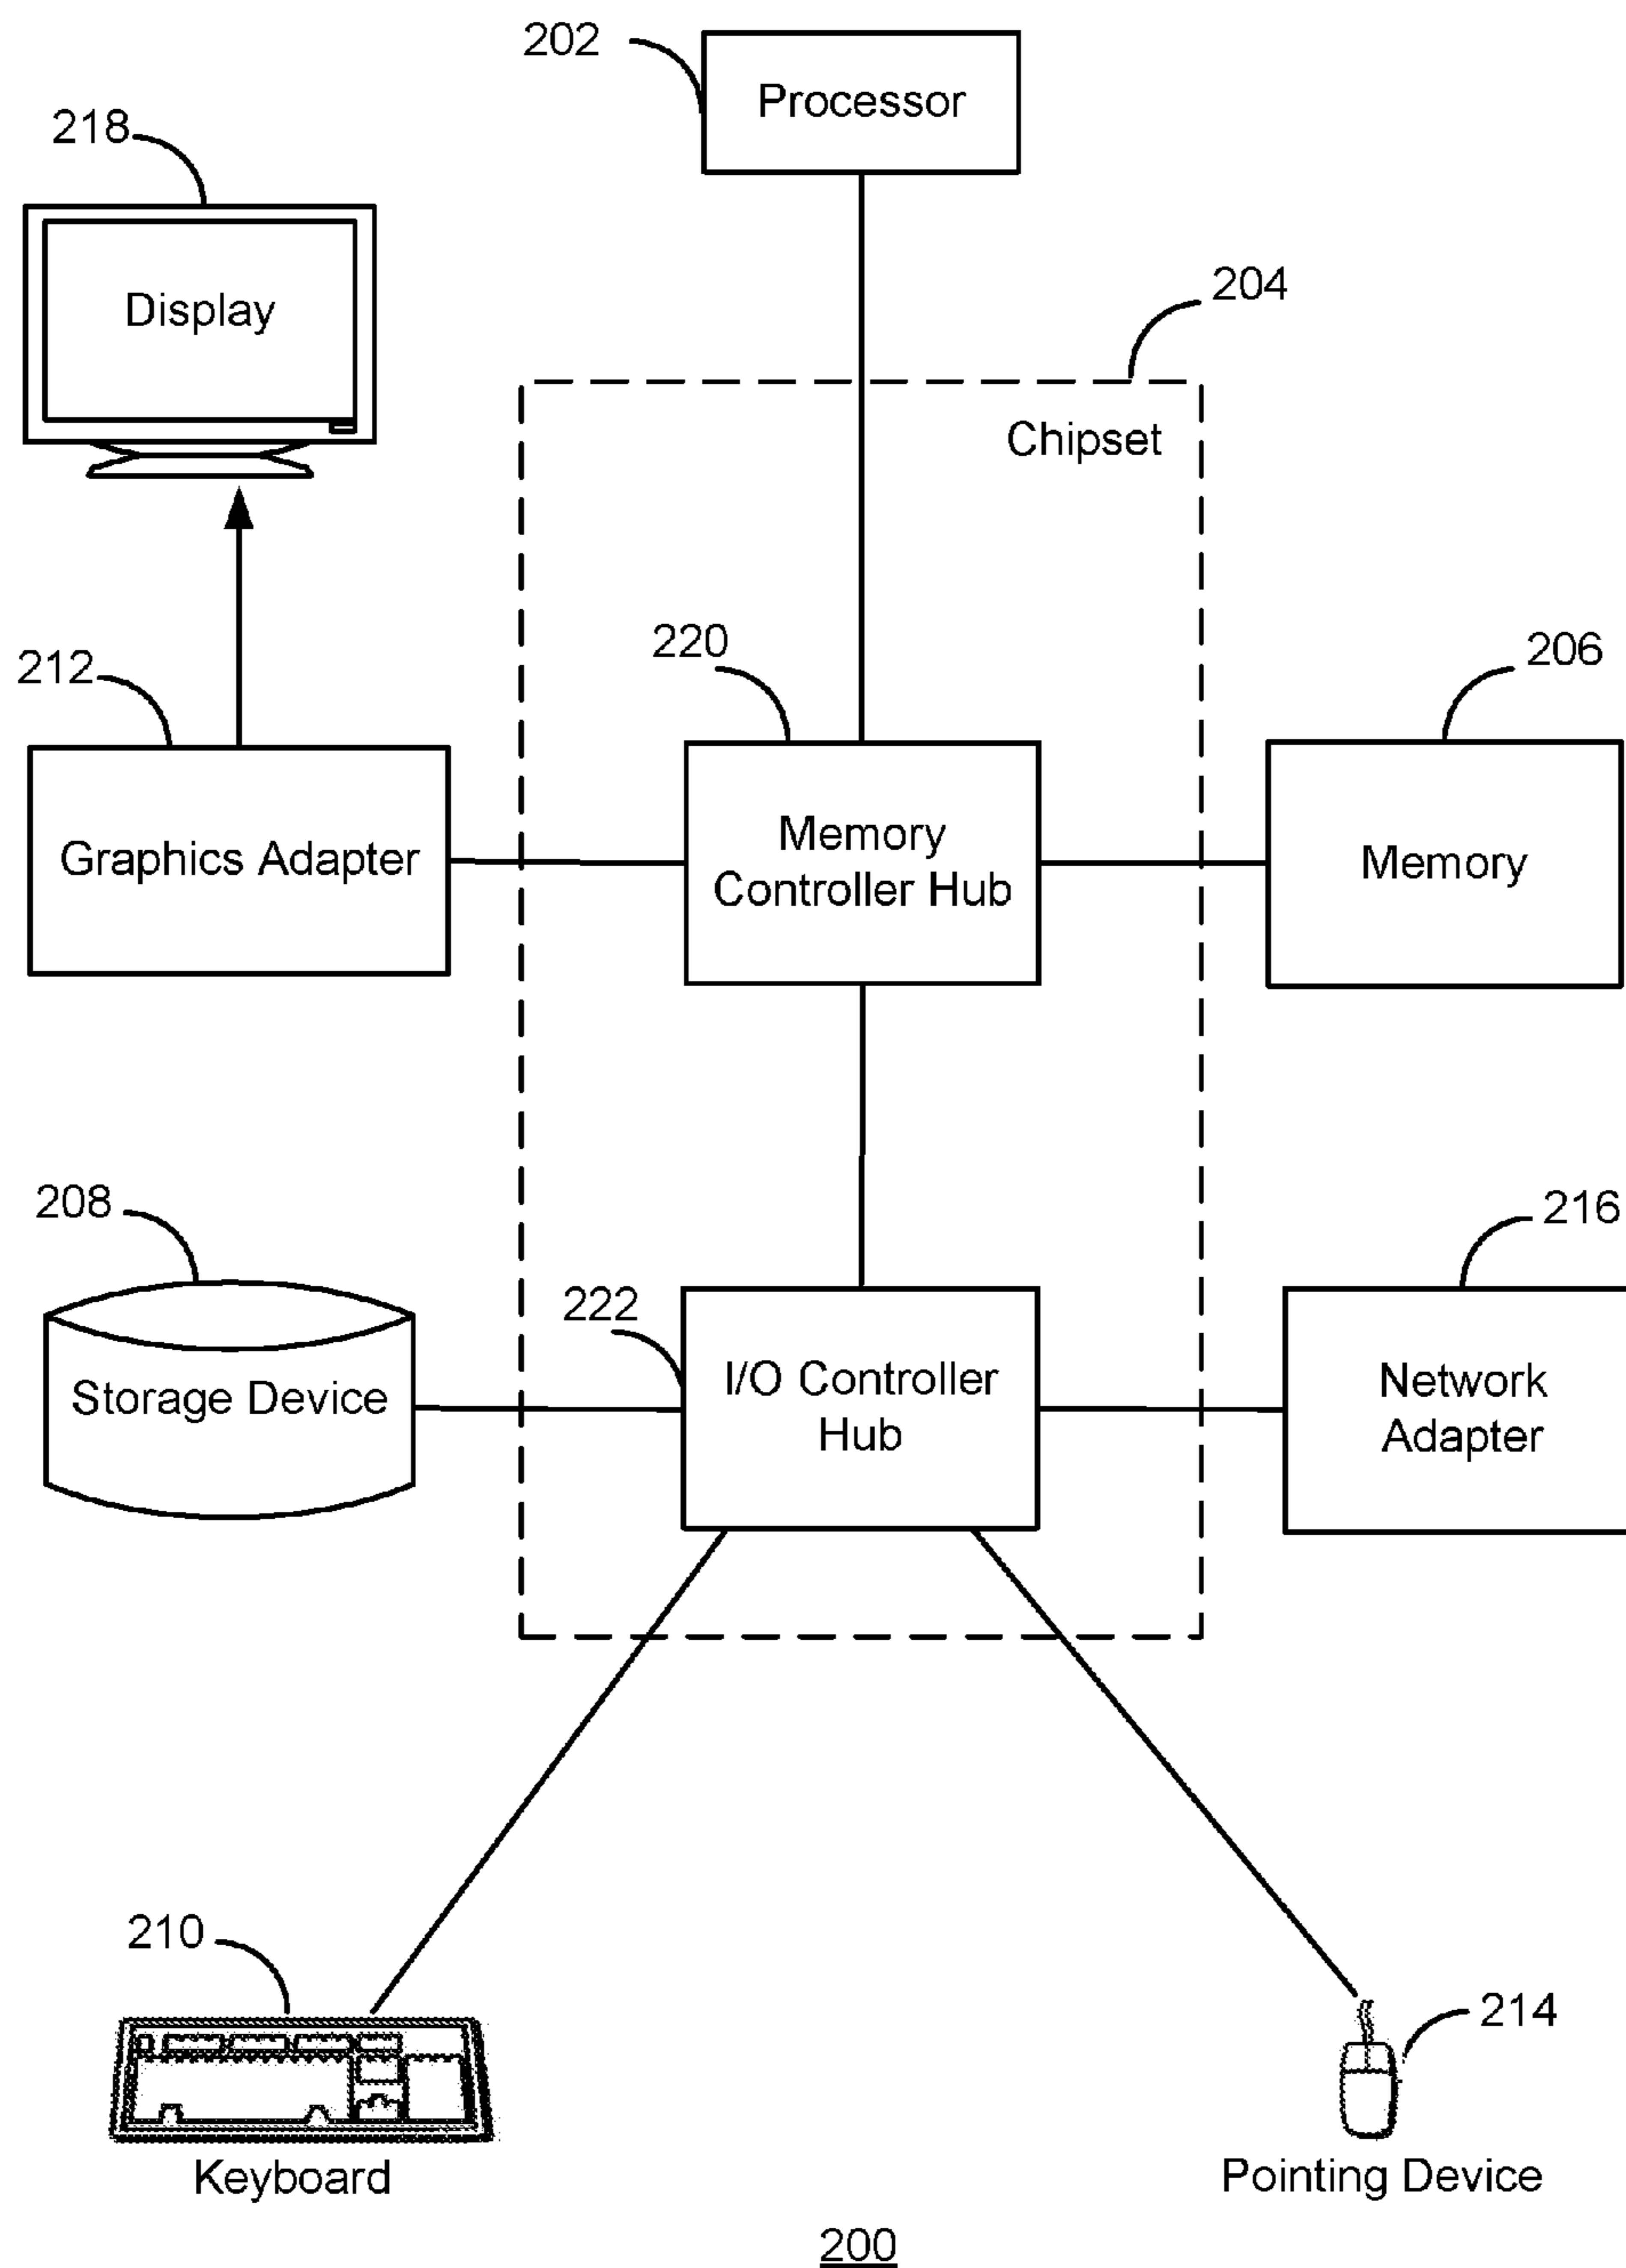 202
Processor
218
Display
204
Chipset
212
220
206
Graphics Adapter
Memory
Controller Hub
Memory
208
222
216
Storage Device
I/O Controller
Hub
Network
Adapter
210
214
Keyboard
Pointing Device
200